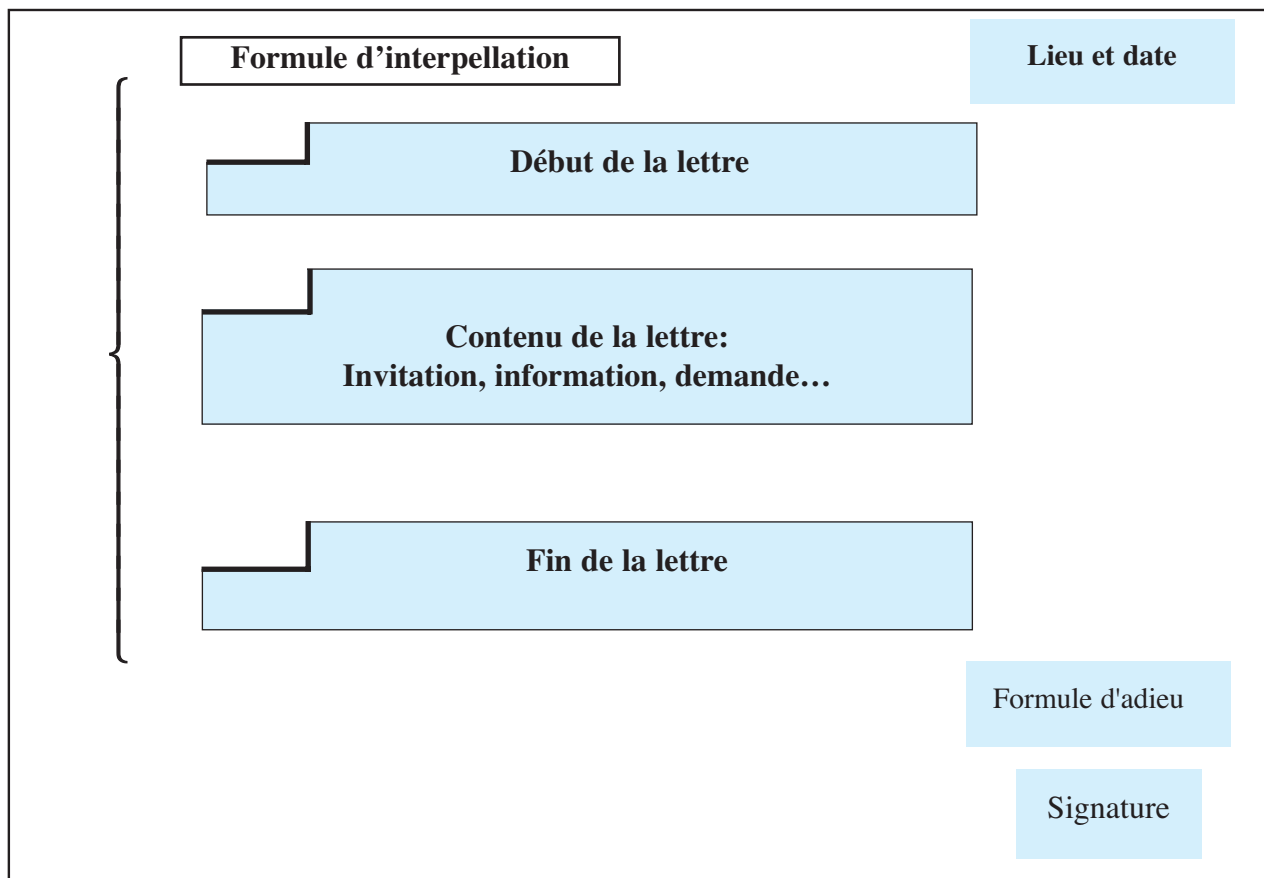 Formule d’interpellation
Lieu et date
Début de la lettre
Contenu de la lettre:
Invitation, information, demande…
Fin de la lettre
Formule d'adieu
Signature